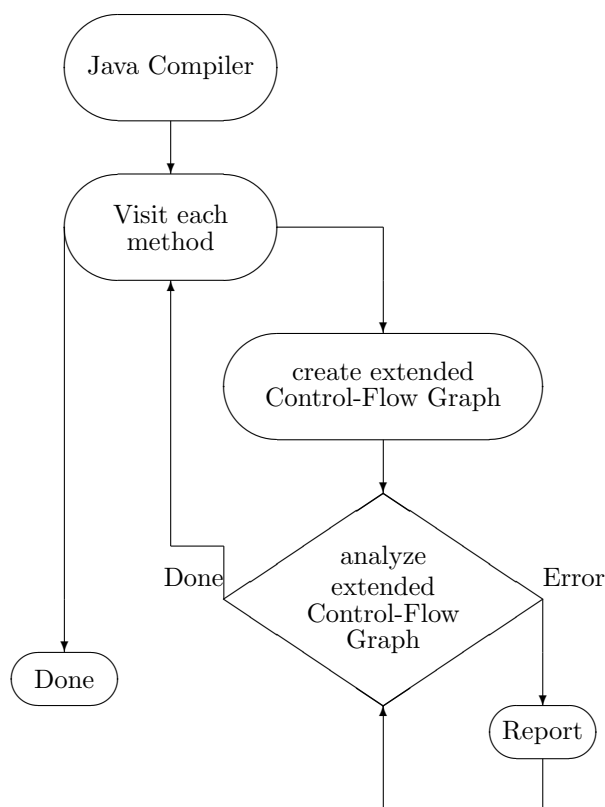 Java Compiler
Visit each
method
create extended
Control-Flow Graph
analyze
extended
Control-Flow
Graph
Done
Error
Done
Report